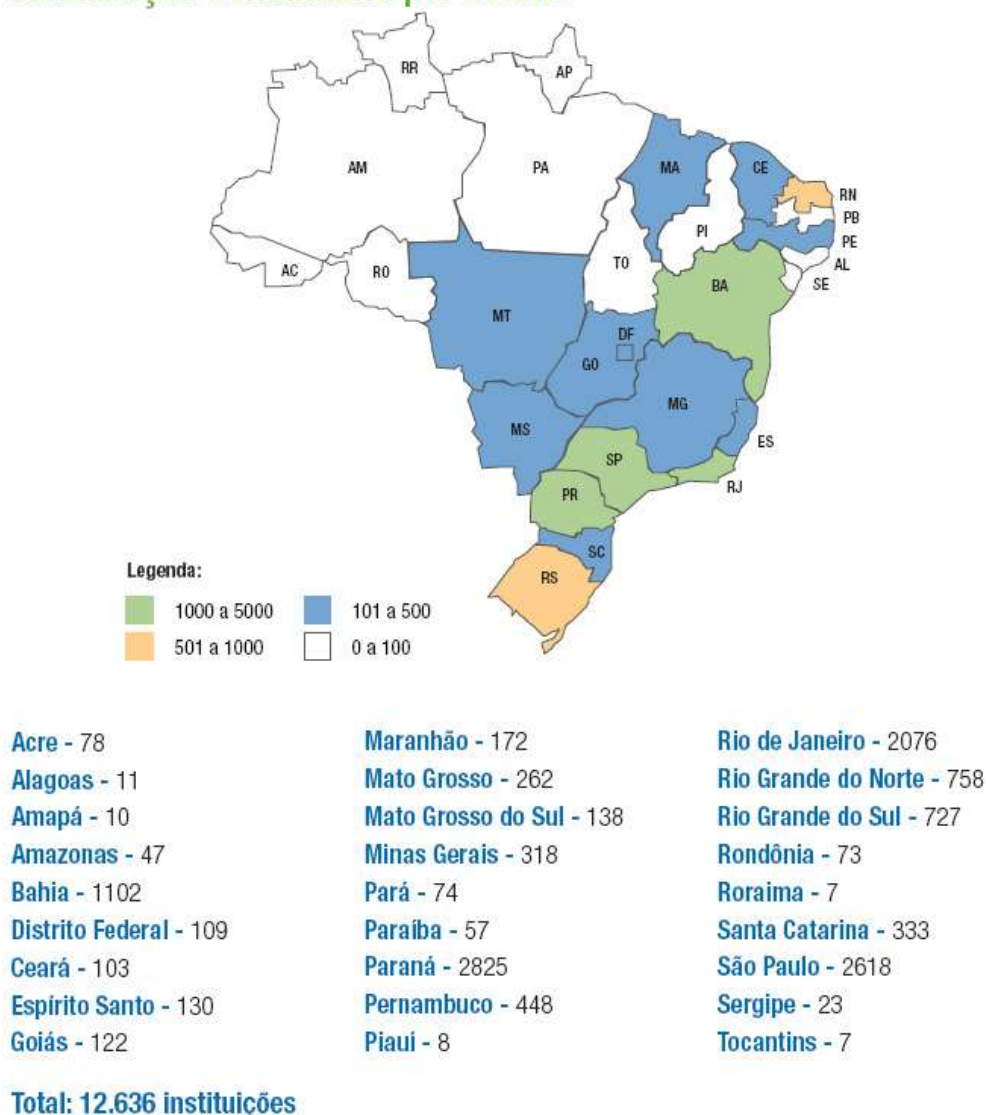 RR
AP
AM
PA
MA
CE
RN
PB
PI
PE
AL
TO
SE
AC
RO
BA
MT
DF
GO
MG
MS
ES
SP
RJ
PR
SC
RS
Legenda:
1000 a 5000
101 a 500
501 a 1000
0 a 100
Acre - 78
Alagoas - 11
Amapá - 10
Amazonas - 47
Bahia - 1102
Distrito Federal - 109
Ceará - 103
Espírito Santo - 130
Goiás - 122
Maranhão - 172
Mato Grosso - 262
Mato Grosso do Sul - 138
Minas Gerais - 318
Pará - 74
Paraíba - 57
Paraná - 2825
Pernambuco - 448
Piauí - 8
Rio de Janeiro - 2076
Rio Grande do Norte - 758
Rio Grande do Sul - 727
Rondônia - 73
Roraima - 7
Santa Catarina - 333
São Paulo - 2618
Sergipe - 23
Tocantins - 7
Total: 12.636 instituições